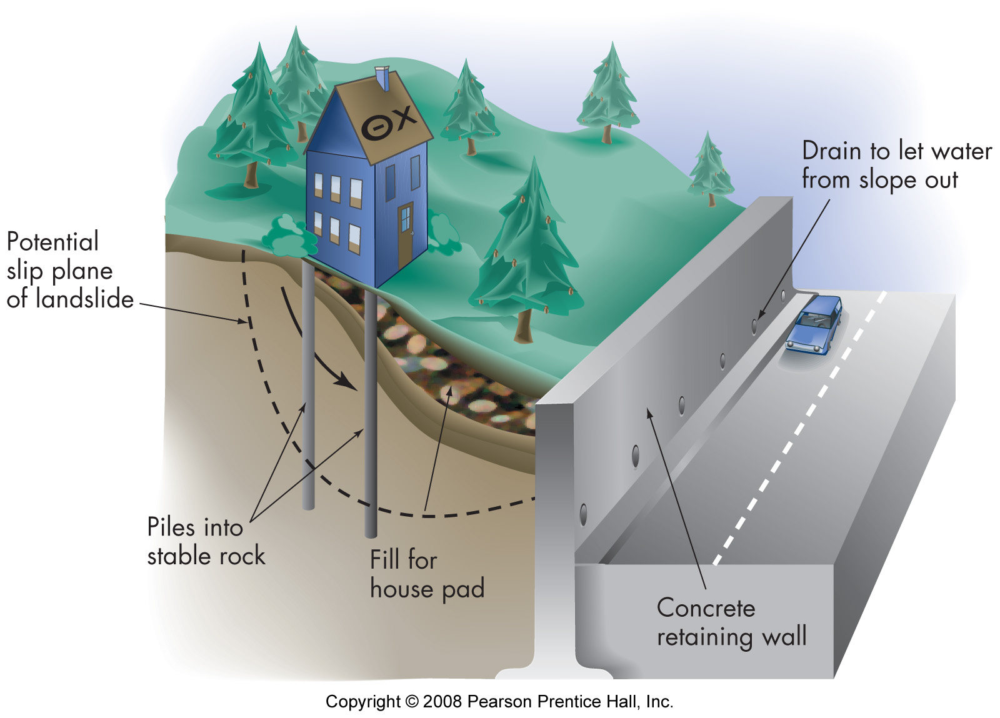 ΘX
Drain to let water
from slope out
Potential
slip plane
of landslide
Piles into
stable rock
Fill for
house pad
Concrete
retaining wall
Copyright © 2008 Pearson Prentice Hall, Inc.